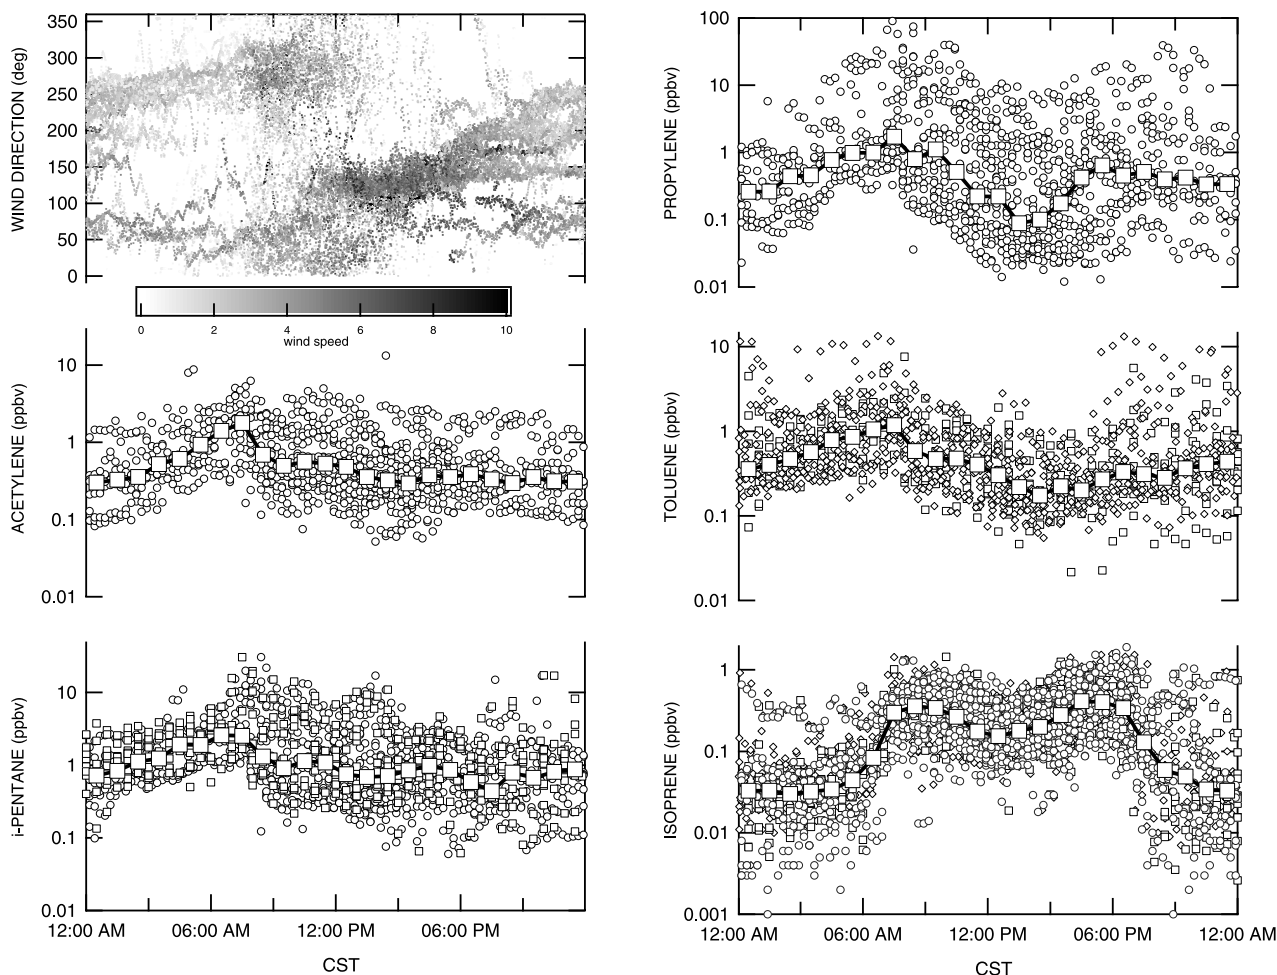 WIND DIRECTION (deg)
350
300
250
200
150
100
50
0
0 2 4 6 8 10
wind speed
PROPYLENE (ppbv)
100
10
1
0.1
0.01
ACETYLENE (ppbv)
10
1
0.1
0.01
TOLUENE (ppbv)
10
1
0.1
0.01
i-PENTANE (ppbv)
10
1
0.1
0.01
12:00 AM 06:00 AM 12:00 PM 06:00 PM
CST
ISOPRENE (ppbv)
1
0.1
0.01
0.001
12:00 AM 06:00 AM 12:00 PM 06:00 PM 12:00 AM
CST